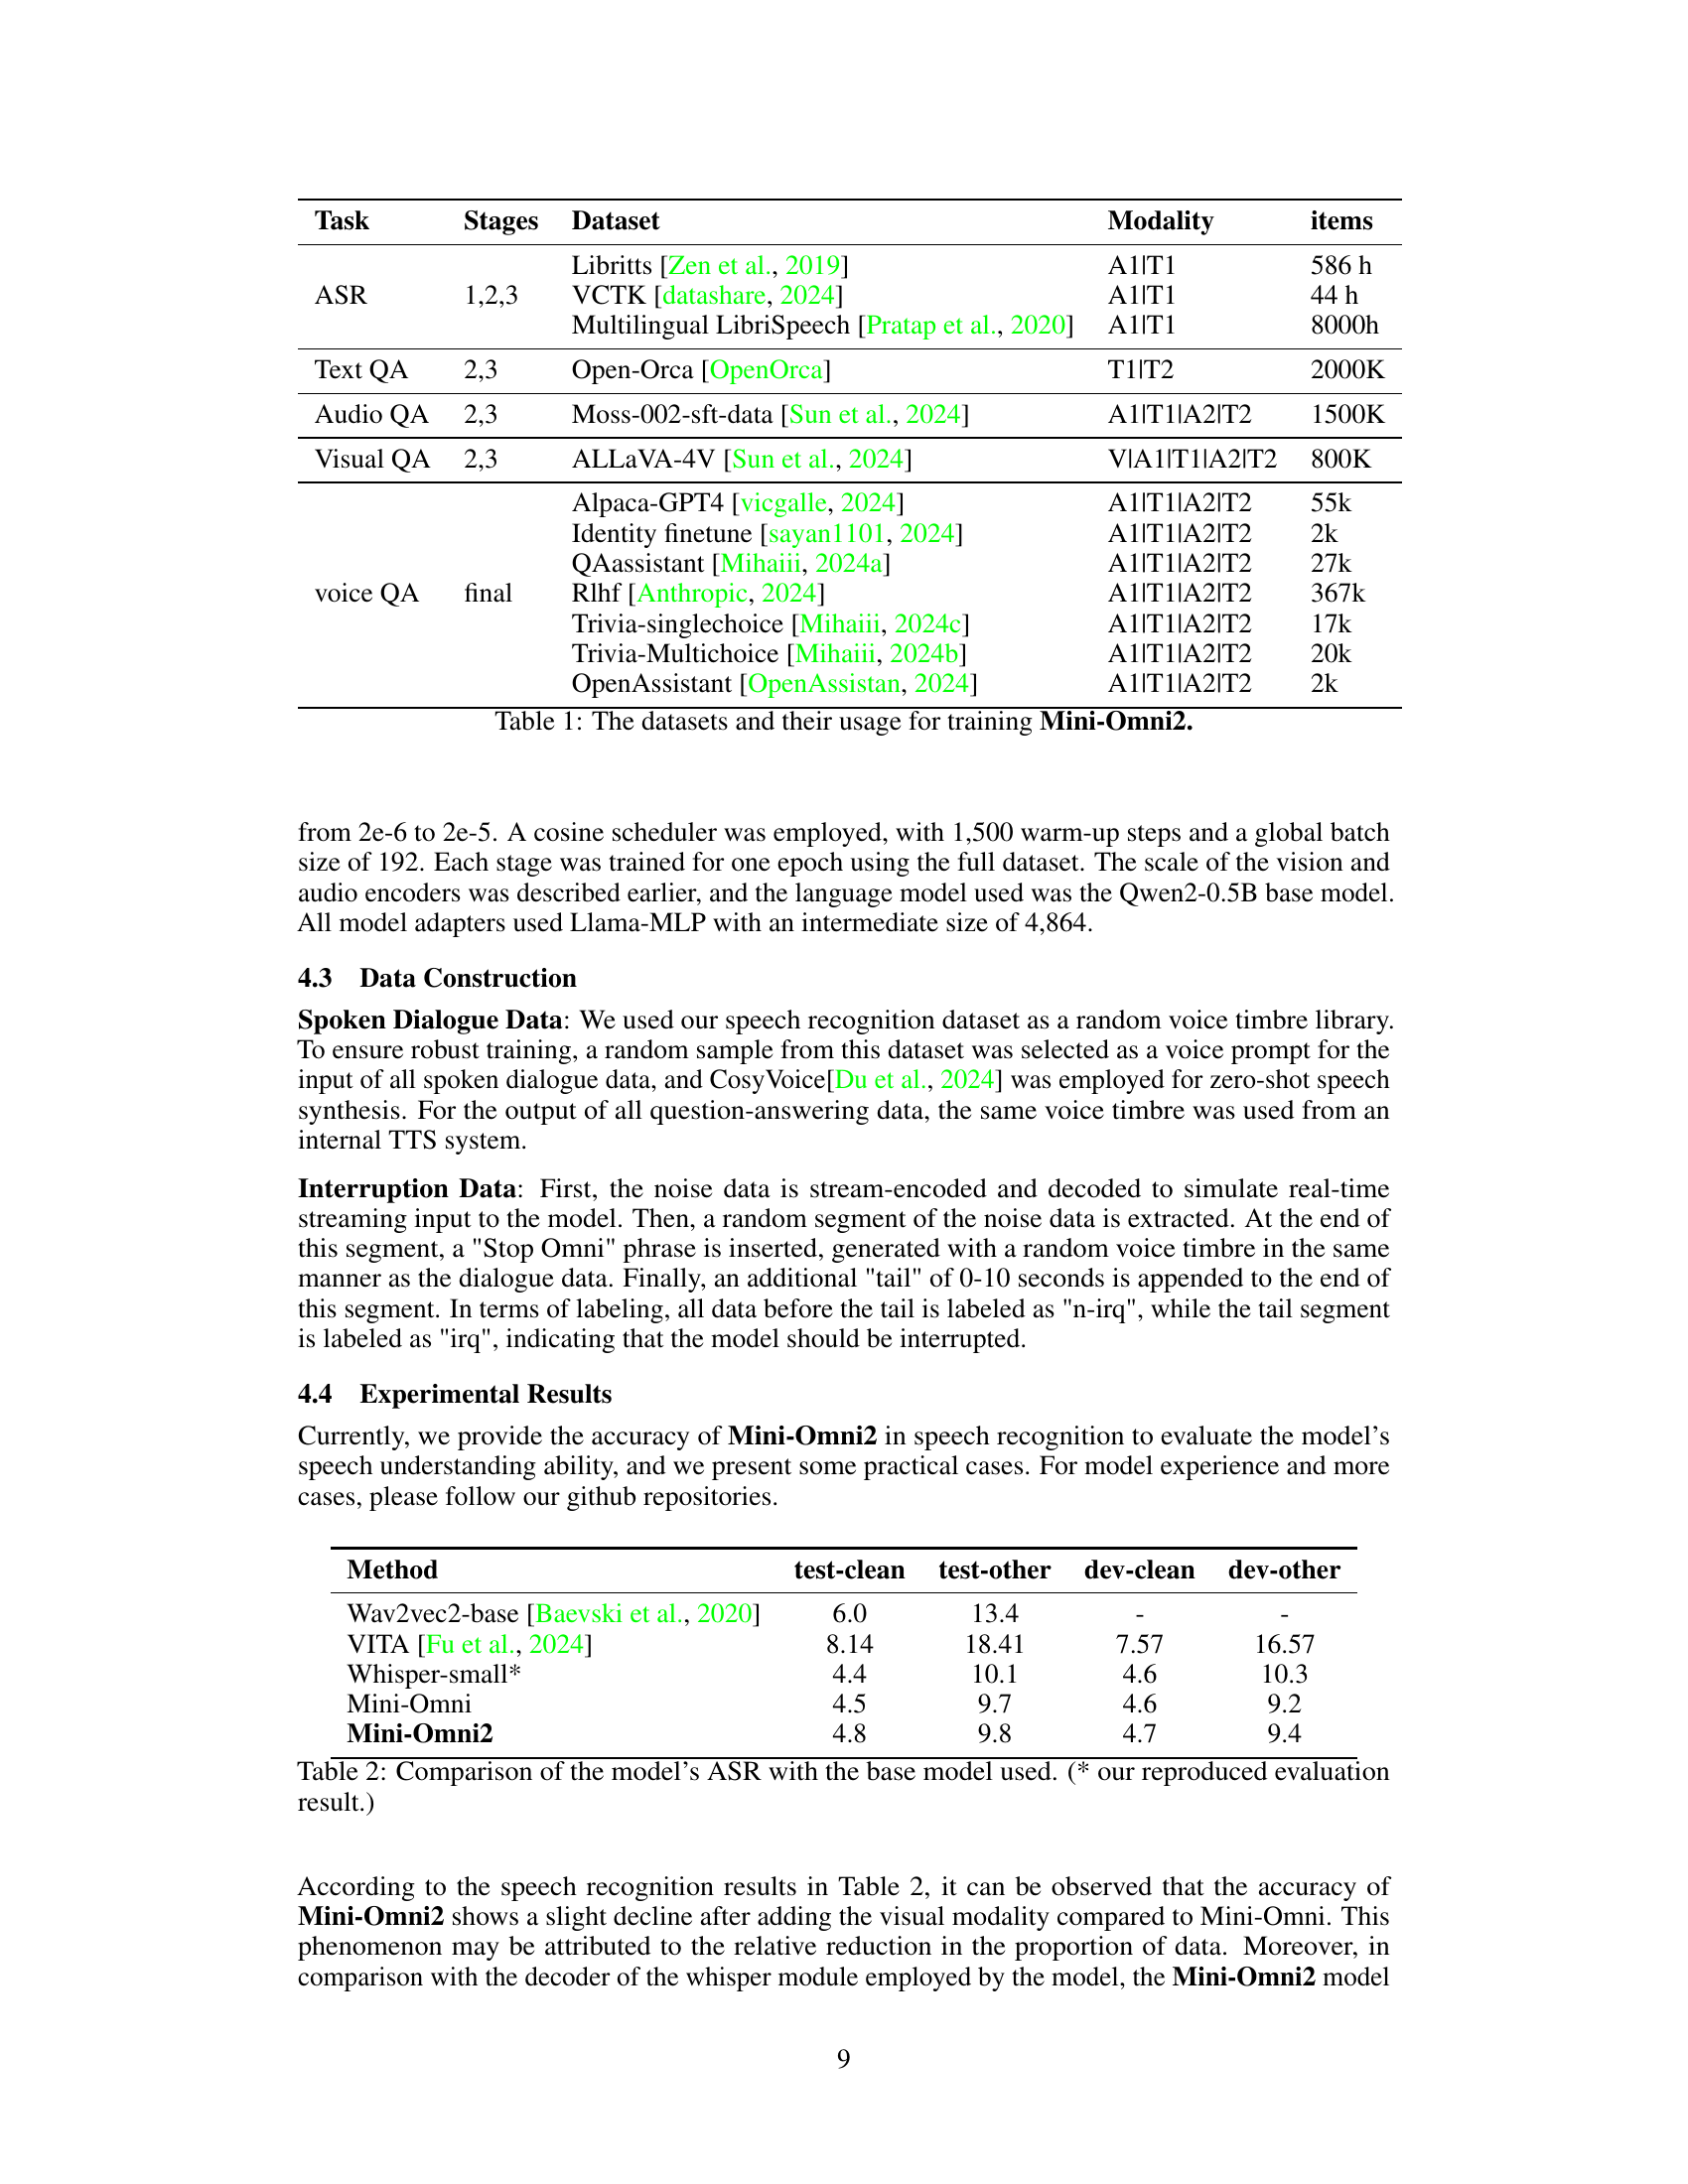 Task Stages Dataset Modality items
Libritts [Zen et al., 2019] A1|T1 586 h
ASR 1,2,3 VCTK [datashare, 2024] A1|T1 44 h
Multilingual LibriSpeech [Pratap et al., 2020] A1|T1 8000h
Text QA 2,3 Open-Orca [OpenOrca] T1|T2 2000K
Audio QA 2,3 Moss-002-sft-data [Sun et al., 2024] A1|T1|A2|T2 1500K
Visual QA 2,3 ALLaVA-4V [Sun et al., 2024] V|A1|T1|A2|T2 800K
Alpaca-GPT4 [vicgalle, 2024] A1|T1|A2|T2 55k
Identity finetune [sayan1101, 2024] A1|T1|A2|T2 2k
QAassistant [Mihaiii, 2024a] A1|T1|A2|T2 27k
voice QA final Rlhf [Anthropic, 2024] A1|T1|A2|T2 367k
Trivia-singlechoice [Mihaiii, 2024c] A1|T1|A2|T2 17k
Trivia-Multichoice [Mihaiii, 2024b] A1|T1|A2|T2 20k
OpenAssistant [OpenAssistan, 2024] A1|T1|A2|T2 2k
Table 1: The datasets and their usage for training Mini-Omni2.
from 2e-6 to 2e-5. A cosine scheduler was employed, with 1,500 warm-up steps and a global batch
size of 192. Each stage was trained for one epoch using the full dataset. The scale of the vision and
audio encoders was described earlier, and the language model used was the Qwen2-0.5B base model.
All model adapters used Llama-MLP with an intermediate size of 4,864.
4.3 Data Construction
Spoken Dialogue Data: We used our speech recognition dataset as a random voice timbre library.
To ensure robust training, a random sample from this dataset was selected as a voice prompt for the
input of all spoken dialogue data, and CosyVoice[Du et al., 2024] was employed for zero-shot speech
synthesis. For the output of all question-answering data, the same voice timbre was used from an
internal TTS system.
Interruption Data: First, the noise data is stream-encoded and decoded to simulate real-time
streaming input to the model. Then, a random segment of the noise data is extracted. At the end of
this segment, a "Stop Omni" phrase is inserted, generated with a random voice timbre in the same
manner as the dialogue data. Finally, an additional "tail" of 0-10 seconds is appended to the end of
this segment. In terms of labeling, all data before the tail is labeled as "n-irq", while the tail segment
is labeled as "irq", indicating that the model should be interrupted.
4.4 Experimental Results
Currently, we provide the accuracy of Mini-Omni2 in speech recognition to evaluate the model's
speech understanding ability, and we present some practical cases. For model experience and more
cases, please follow our github repositories.
Method test-clean test-other dev-clean dev-other
Wav2vec2-base [Baevski et al., 2020] 6.0 13.4 - -
VITA [Fu et al., 2024] 8.14 18.41 7.57 16.57
Whisper-small* 4.4 10.1 4.6 10.3
Mini-Omni 4.5 9.7 4.6 9.2
Mini-Omni2 4.8 9.8 4.7 9.4
Table 2: Comparison of the model's ASR with the base model used. (* our reproduced evaluation
result.)
According to the speech recognition results in Table 2, it can be observed that the accuracy of
Mini-Omni2 shows a slight decline after adding the visual modality compared to Mini-Omni. This
phenomenon may be attributed to the relative reduction in the proportion of data. Moreover, in
comparison with the decoder of the whisper module employed by the model, the Mini-Omni2 model
9